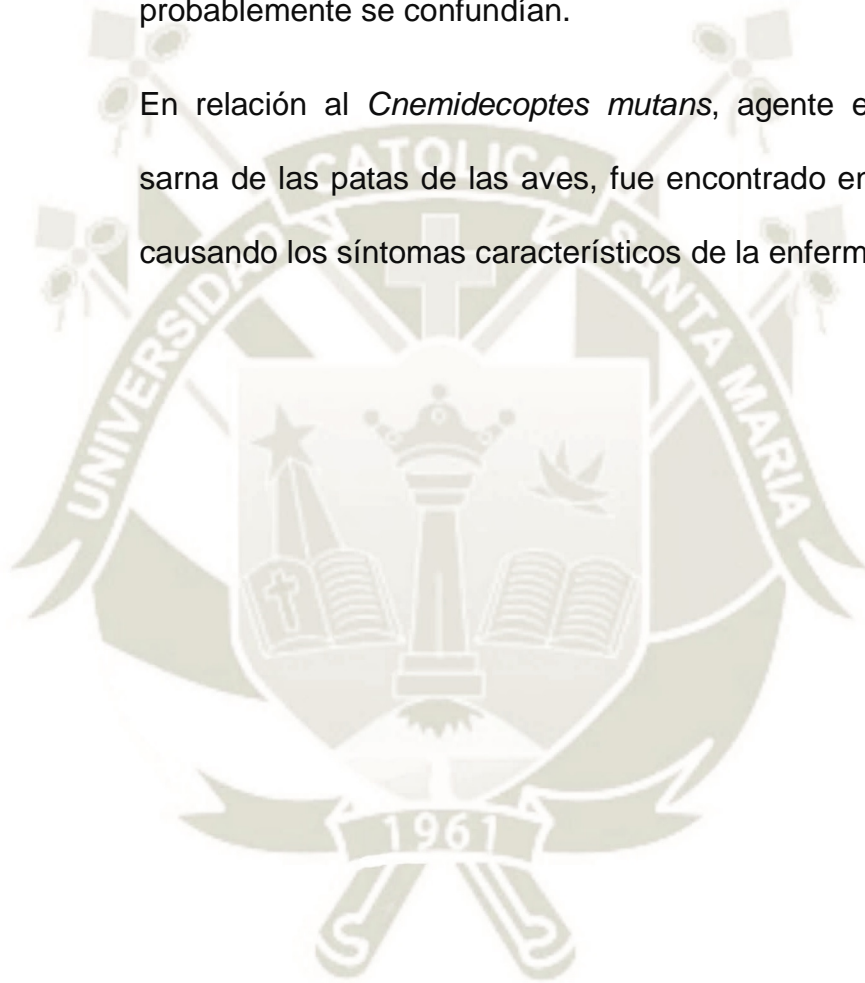 probablemente se confundían.
En relación al Cnemidecoptes mutans, agente e
sarna de las patas de las aves, fue encontrado en
causando los síntomas característicos de la enferm
UNIVERSIDAD CATOLICA SANTA MARIA
1961